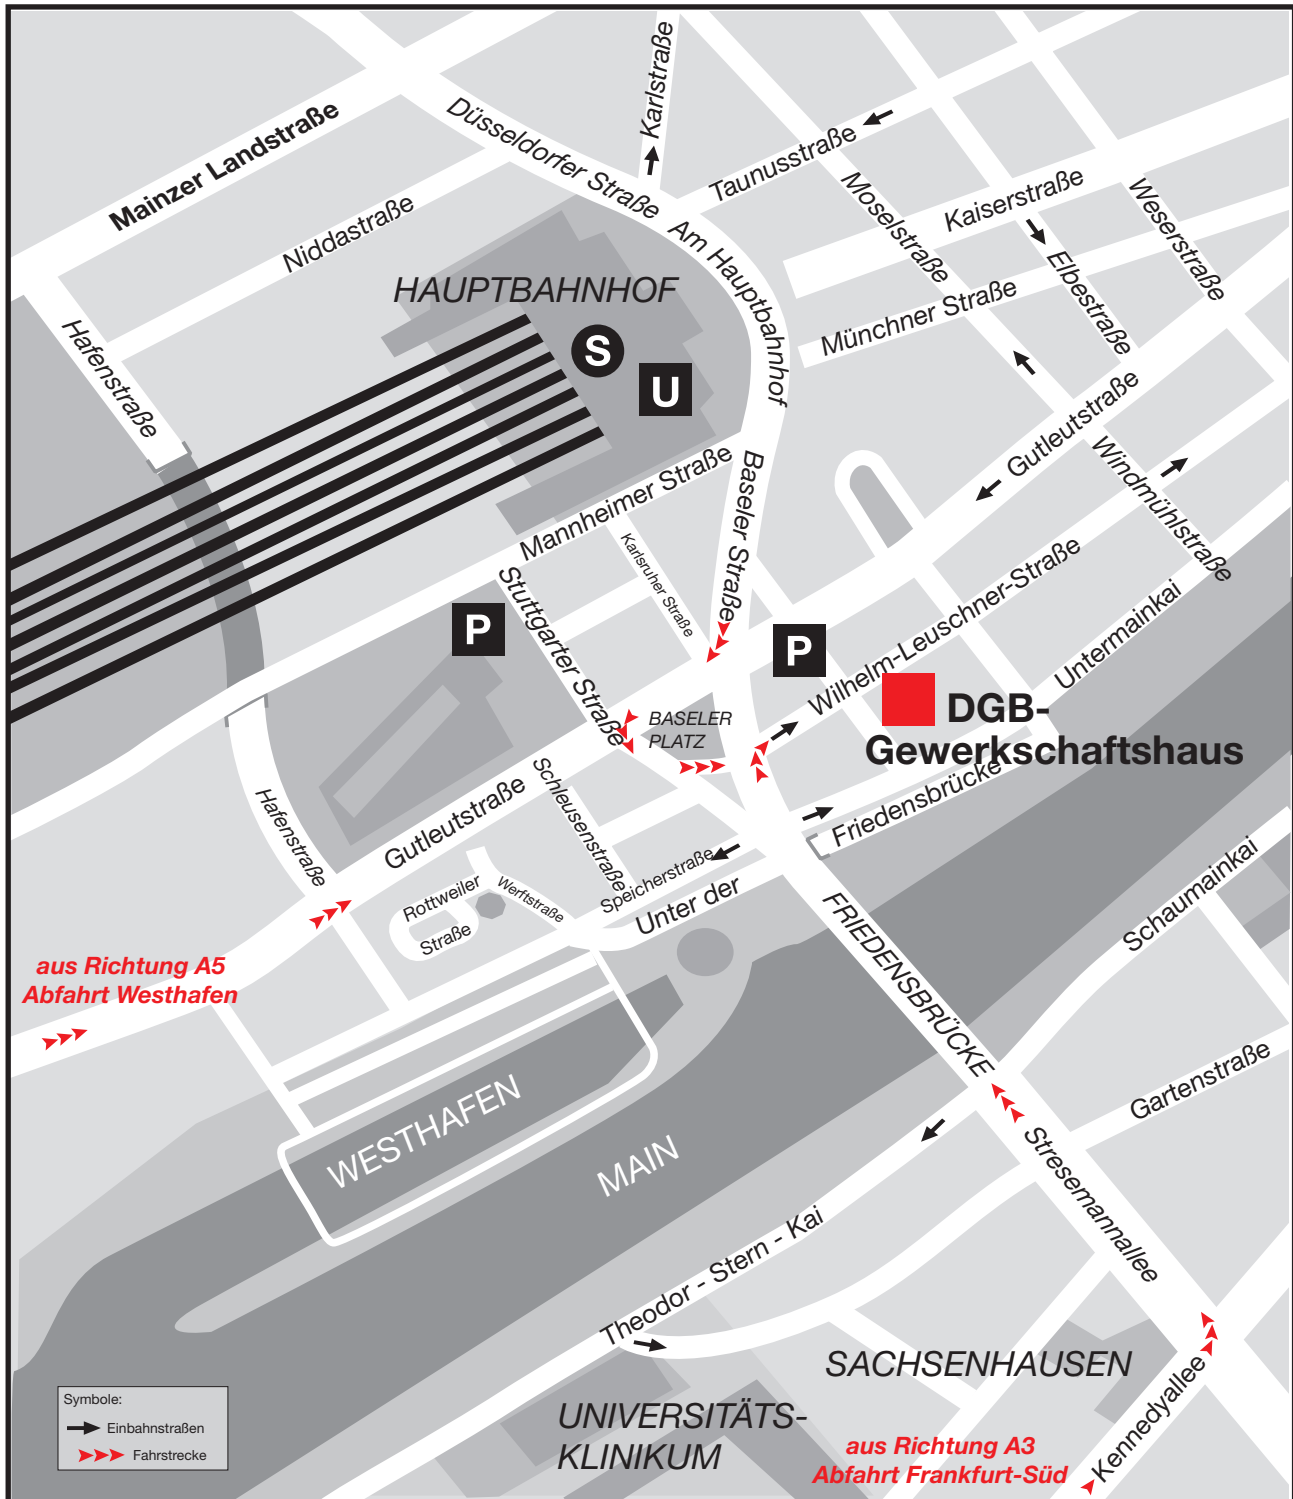 Karlstraße
Mainzer Landstraße
Düsseldorfer Straße
Taunusstraße
Niddastraße
Moselstraße
Kaiserstraße
Weserstraße
Am Hauptbahnhof
HAUPTBAHNHOF
Elbestraße
Münchner Straße
Hafenstraße
S
U
Gutleutstraße
Baseler Straße
Mannheimer Straße
Windmühlstraße
Karlsruher Straße
Stuttgarter Straße
P
P
Wilhelm-Leuschner-Straße
Untermainkai
BASELER
PLATZ
DGB-
Gewerkschaftshaus
Schleusenstraße
Hafenstraße
Gutleutstraße
Friedensbrücke
Speicherstraße
Rottweiler
Straße
Werftstraße
Unter der
Schaumainkai
FRIEDENSBRÜCKE
aus Richtung A5
Abfahrt Westhafen
WESTHAFEN
MAIN
Gartenstraße
Stresemannallee
Theodor - Stern - Kai
SACHSENHAUSEN
UNIVERSITÄTS-
KLINIKUM
Kennedyallee
aus Richtung A3
Abfahrt Frankfurt-Süd
Symbole:
Einbahnstraßen
Fahrstrecke